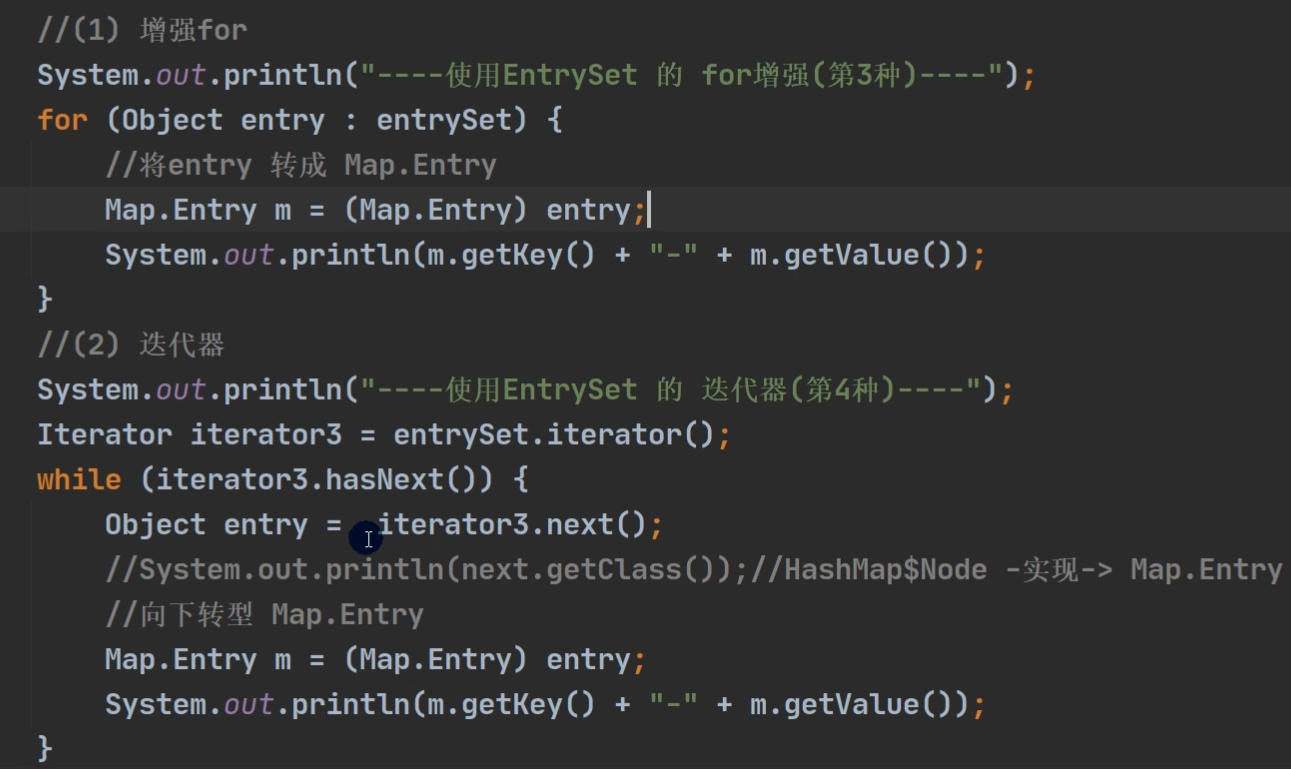 //(1) 增强for
System.out.println("----使用EntrySet 的 for增强(第3种)----");
for (Object entry : entrySet) {
//将entry 转成 Map.Entry
Map.Entry m = (Map.Entry) entry;
System.out.println(m.getKey() + "-" + m.getValue());
}
//(2) 迭代器
System.out.println("----使用EntrySet 的 迭代器(第4种)----");
Iterator iterator3 = entrySet.iterator();
while (iterator3.hasNext()) {
Object entry =  iterator3.next();
//System.out.println(next.getClass());//HashMap$Node -实现-> Map.Entry
//向下转型 Map.Entry
Map.Entry m = (Map.Entry) entry;
System.out.println(m.getKey() + "-" + m.getValue());
}